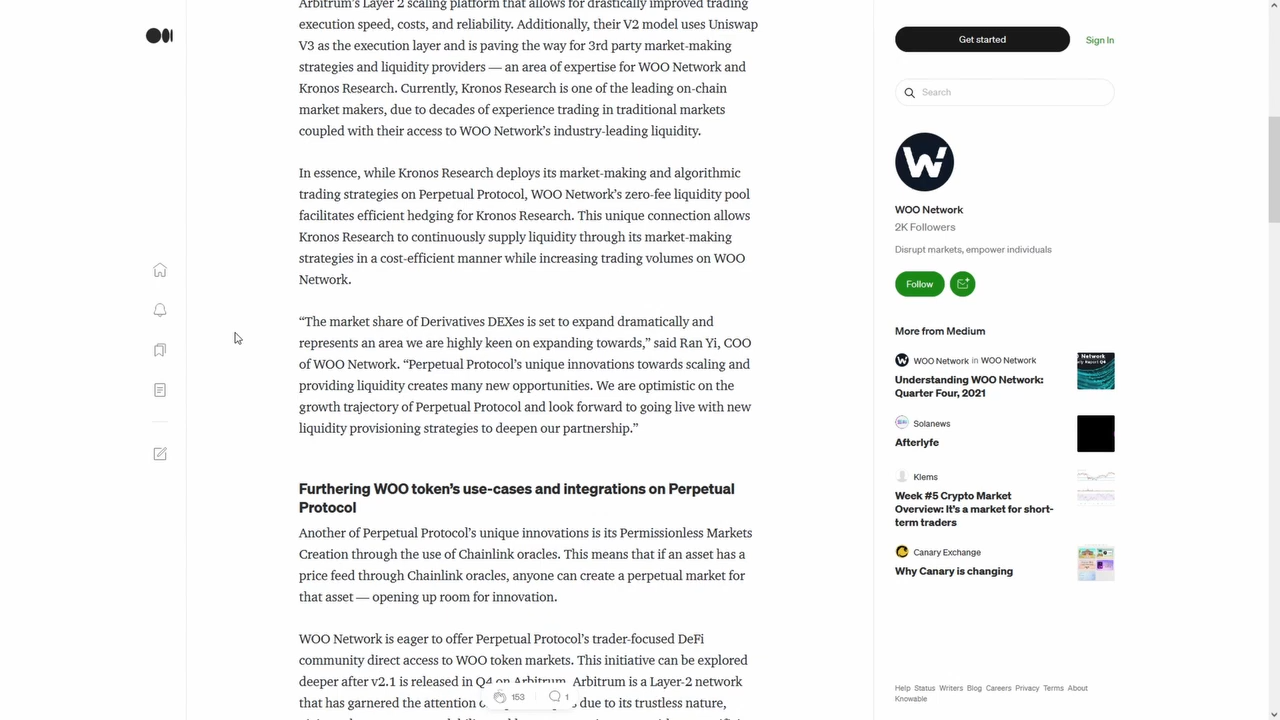 Arbitrum's Layer 2 scaling platform that allows for drastically improved trading
execution speed, costs, and reliability. Additionally, their V2 model uses Uniswap
V3 as the execution layer and is paving the way for 3rd party market-making
strategies and liquidity providers — an area of expertise for WOO Network and
Kronos Research. Currently, Kronos Research is one of the leading on-chain
market makers, due to decades of experience trading in traditional markets
coupled with their access to WOO Network's industry-leading liquidity.
In essence, while Kronos Research deploys its market-making and algorithmic
trading strategies on Perpetual Protocol, WOO Network's zero-fee liquidity pool
facilitates efficient hedging for Kronos Research. This unique connection allows
Kronos Research to continuously supply liquidity through its market-making
strategies in a cost-efficient manner while increasing trading volumes on WOO
Network.
“The market share of Derivatives DEXes is set to expand dramatically and
represents an area we are highly keen on expanding towards,” said Ran Yi, COO
of WOO Network. “Perpetual Protocol's unique innovations towards scaling and
providing liquidity creates many new opportunities. We are optimistic on the
growth trajectory of Perpetual Protocol and look forward to going live with new
liquidity provisioning strategies to deepen our partnership.”
Furthering WOO token's use-cases and integrations on Perpetual
Protocol
Another of Perpetual Protocol's unique innovations is its Permissionless Markets
Creation through the use of Chainlink oracles. This means that if an asset has a
price feed through Chainlink oracles, anyone can create a perpetual market for
that asset — opening up room for innovation.
WOO Network is eager to offer Perpetual Protocol's trader-focused DeFi
community direct access to WOO token markets. This initiative can be explored
deeper after v2.1 is released in Q4 on Arbitrum. Arbitrum is a Layer-2 network
that has garnered the attention due to its trustless nature,
153 1
Get started Sign In
Search
WOO Network
2K Followers
Disrupt markets, empower individuals
Follow
More from Medium
WOO Network in WOO Network
Understanding WOO Network:
Quarter Four, 2021
Solanews
Afterlyfe
Klems
Week #5 Crypto Market
Overview: It's a market for short-
term traders
Canary Exchange
Why Canary is changing
Help Status Writers Blog Careers Privacy Terms About
Knowable